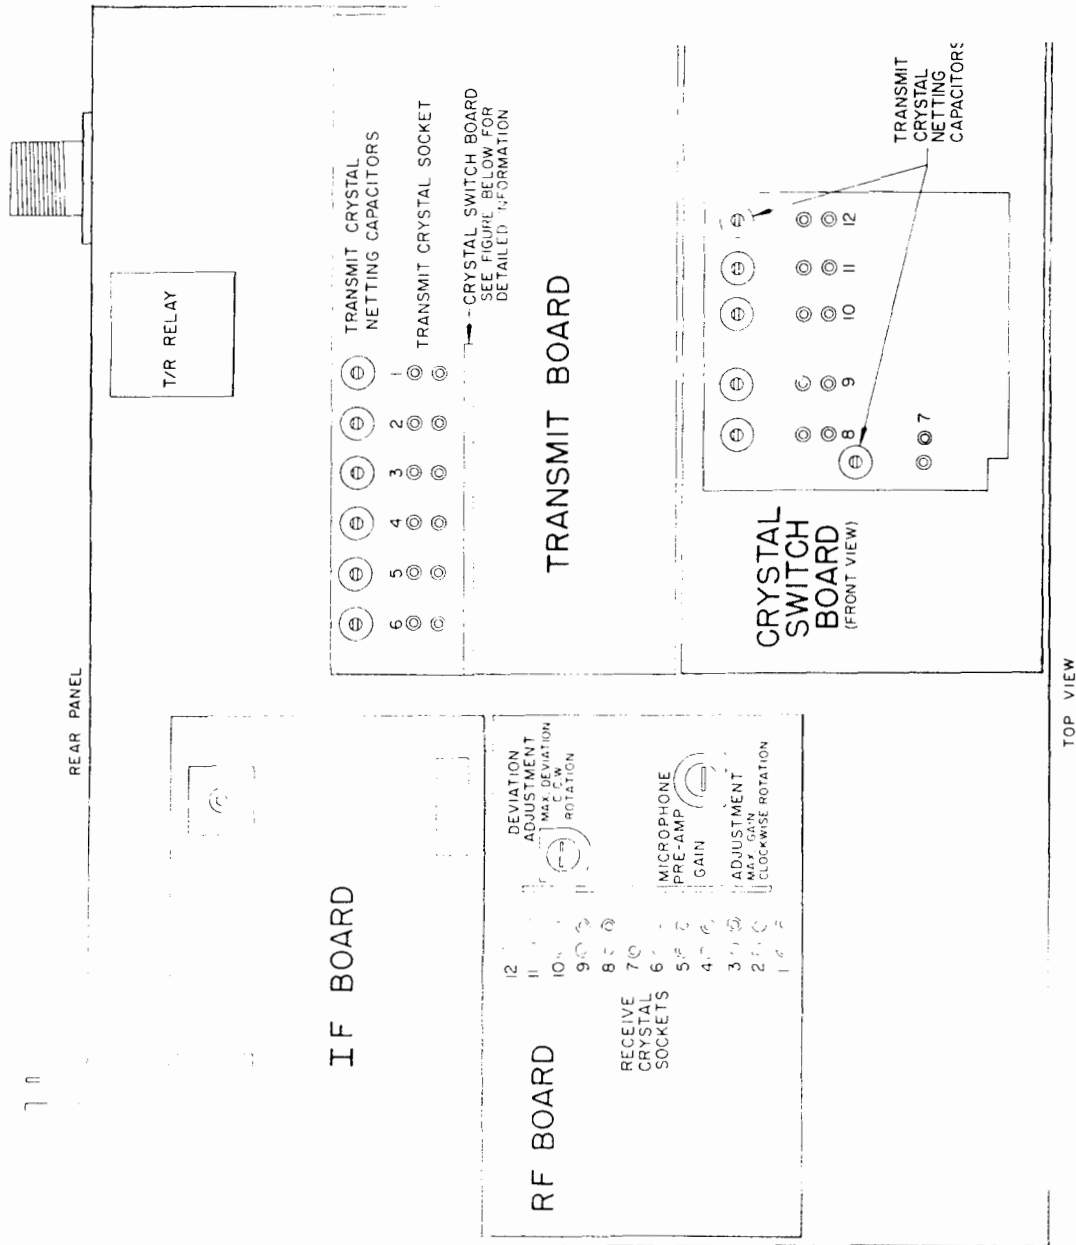 REAR PANEL
T/R RELAY
TRANSMIT CRYSTAL
NETTING CAPACITORS
6 5 4 3 2 1
TRANSMIT CRYSTAL SOCKET
CRYSTAL SWITCH BOARD
SEE FIGURE BELOW FOR
DETAILED INFORMATION
TRANSMIT BOARD
IF BOARD
RF BOARD
DEVIATION
ADJUSTMENT
MAX. DEVIATION
C.C.W.
ROTATION
MICROPHONE
PRE-AMP
GAIN
ADJUSTMENT
MAX. GAIN
CLOCKWISE ROTATION
12
11
10
9
8
7
6
5
4
3
2
1
RECEIVE
CRYSTAL
SOCKETS
CRYSTAL
SWITCH
BOARD
(FRONT VIEW)
8 9 10 11 12
7
TRANSMIT
CRYSTAL
NETTING
CAPACITORS
TOP VIEW